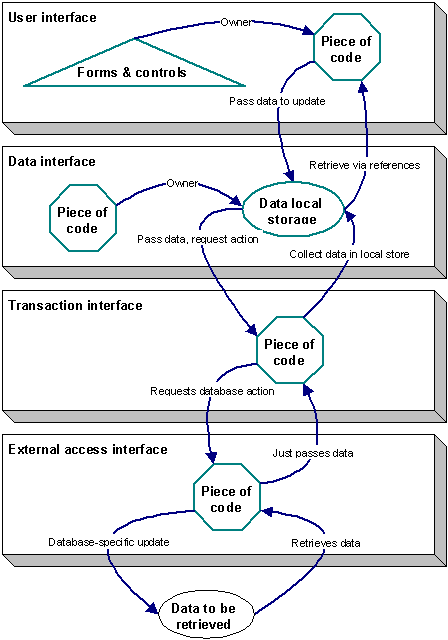 User interface
Owner
Piece of
code
Forms & controls
Pass data to update
Data interface
Retrieve via references
Owner
Piece of
code
Data local
storage
Pass data, request action
Collect data in local store
Transaction interface
Piece of
code
Requests database action
External access interface
Just passes data
Piece of
code
Database-specific update
Retrieves data
Data to be
retrieved